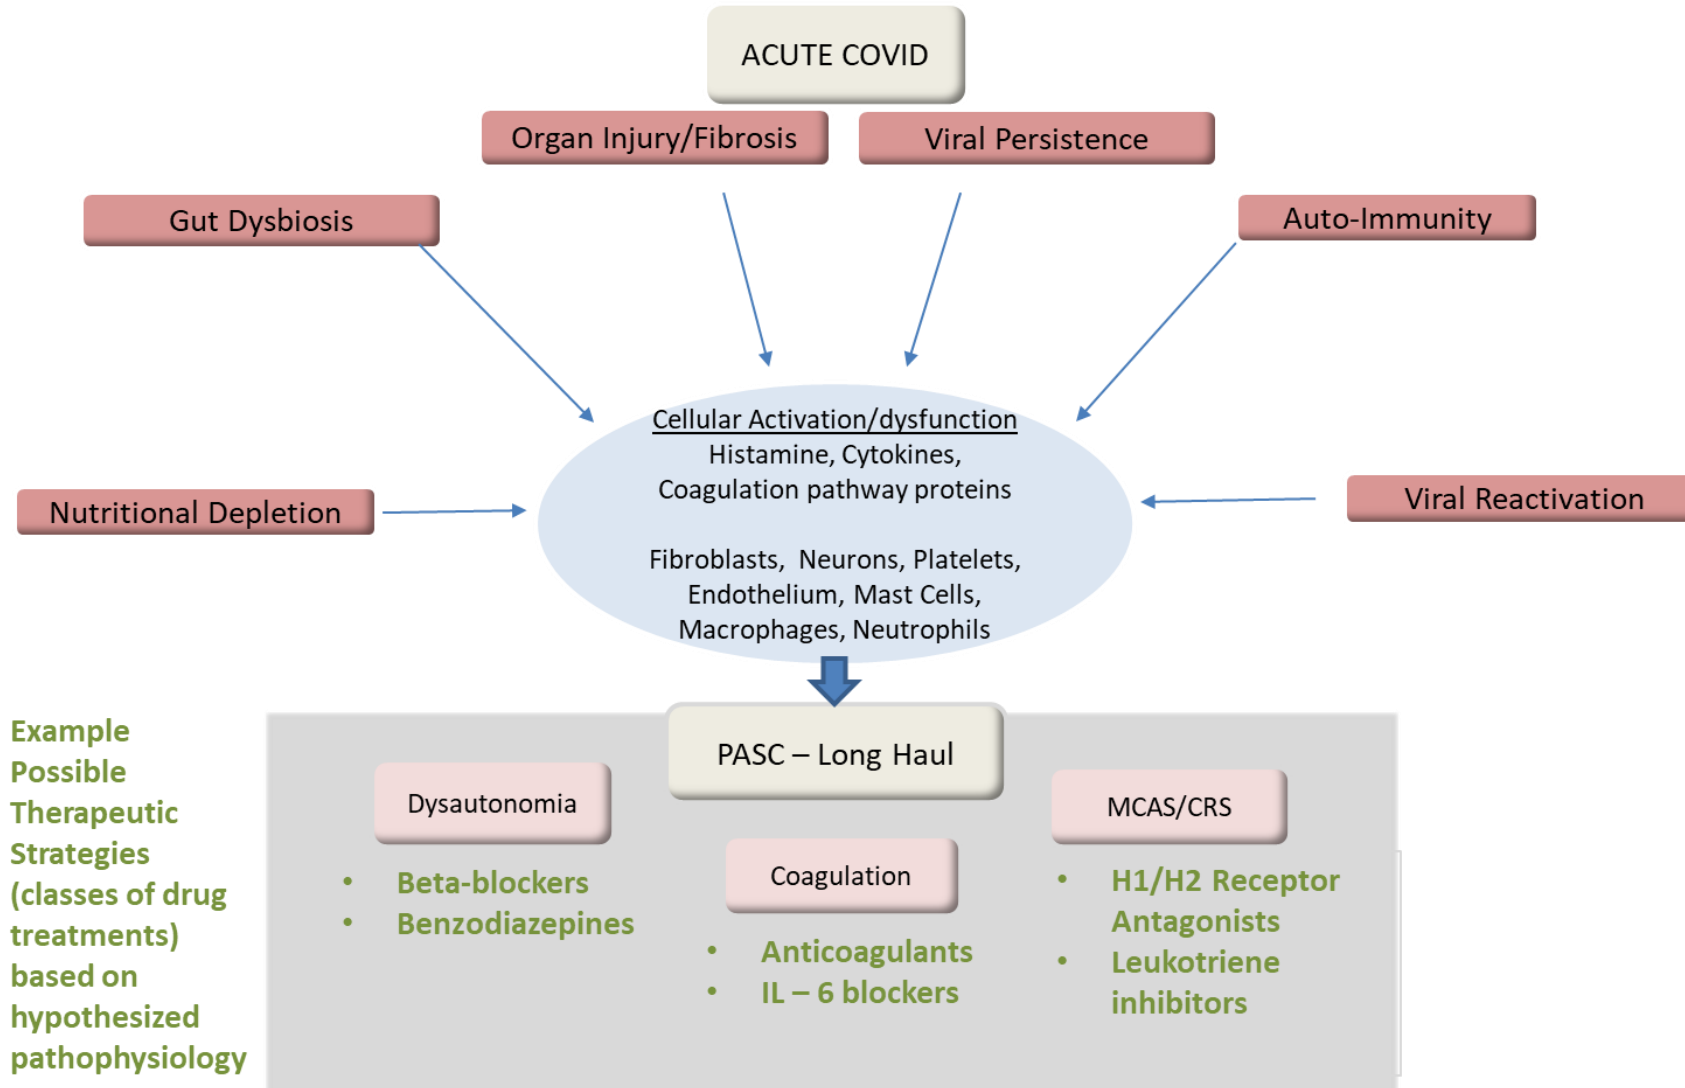 ACUTE COVID
Organ Injury/Fibrosis
Viral Persistence
Gut Dysbiosis
Auto-Immunity
Cellular Activation/dysfunction
Histamine, Cytokines,
Coagulation pathway proteins
Nutritional Depletion
Viral Reactivation
Fibroblasts, Neurons, Platelets,
Endothelium, Mast Cells,
Macrophages, Neutrophils
Example
Possible
Therapeutic
Strategies
(classes of drug
treatments)
based on
hypothesized
pathophysiology
PASC – Long Haul
Dysautonomia
• Beta-blockers
• Benzodiazepines
Coagulation
• Anticoagulants
• IL – 6 blockers
MCAS/CRS
• H1/H2 Receptor
Antagonists
• Leukotriene
inhibitors